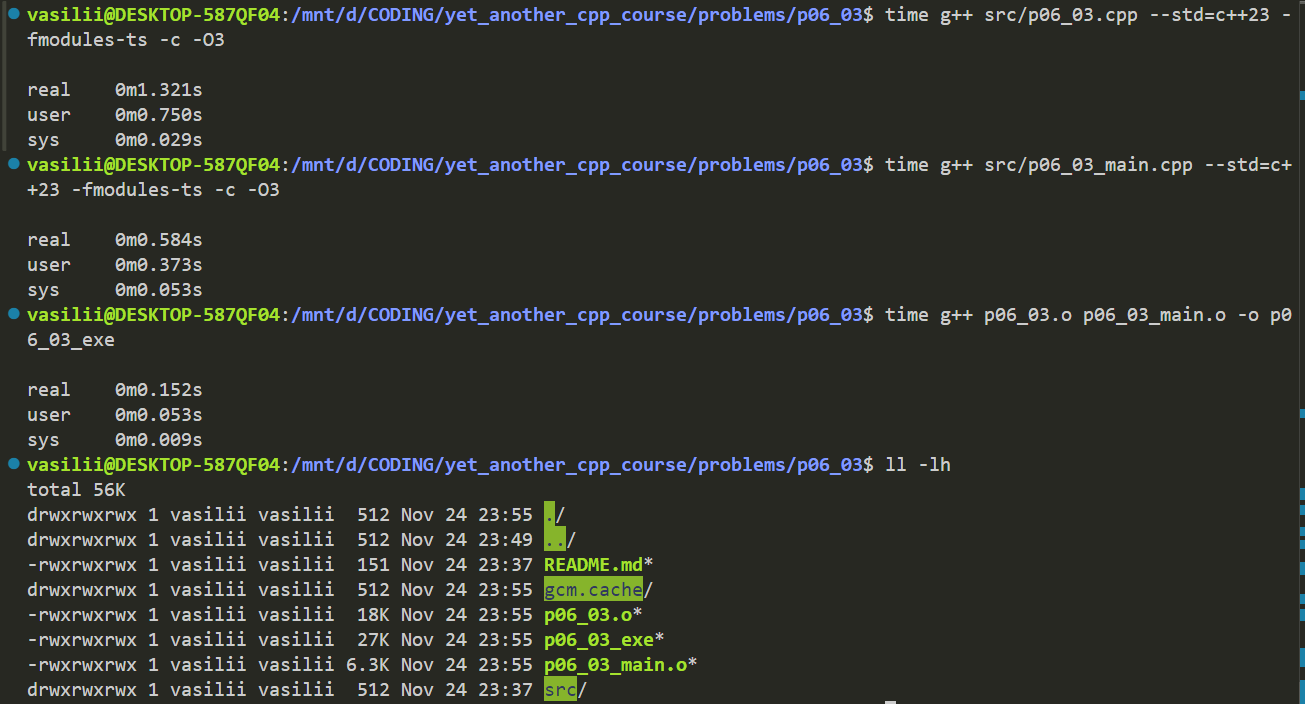 vasilii@DESKTOP-587QF04:/mnt/d/CODING/yet_another_cpp_course/problems/p06_03$ time g++ src/p06_03.cpp --std=c++23 -
fmodules-ts -c -O3
real    0m1.321s
user    0m0.750s
sys     0m0.029s
vasilii@DESKTOP-587QF04:/mnt/d/CODING/yet_another_cpp_course/problems/p06_03$ time g++ src/p06_03_main.cpp --std=c+
+23 -fmodules-ts -c -O3
real    0m0.584s
user    0m0.373s
sys     0m0.053s
vasilii@DESKTOP-587QF04:/mnt/d/CODING/yet_another_cpp_course/problems/p06_03$ time g++ p06_03.o p06_03_main.o -o p0
6_03_exe
real    0m0.152s
user    0m0.053s
sys     0m0.009s
vasilii@DESKTOP-587QF04:/mnt/d/CODING/yet_another_cpp_course/problems/p06_03$ ll -lh
total 56K
drwxrwxrwx 1 vasilii vasilii  512 Nov 24 23:55 ./
drwxrwxrwx 1 vasilii vasilii  512 Nov 24 23:49 ../
-rwxrwxrwx 1 vasilii vasilii  151 Nov 24 23:37 README.md*
drwxrwxrwx 1 vasilii vasilii  512 Nov 24 23:55 gcm.cache/
-rwxrwxrwx 1 vasilii vasilii  18K Nov 24 23:55 p06_03.o*
-rwxrwxrwx 1 vasilii vasilii  27K Nov 24 23:55 p06_03_exe*
-rwxrwxrwx 1 vasilii vasilii 6.3K Nov 24 23:55 p06_03_main.o*
drwxrwxrwx 1 vasilii vasilii  512 Nov 24 23:37 src/